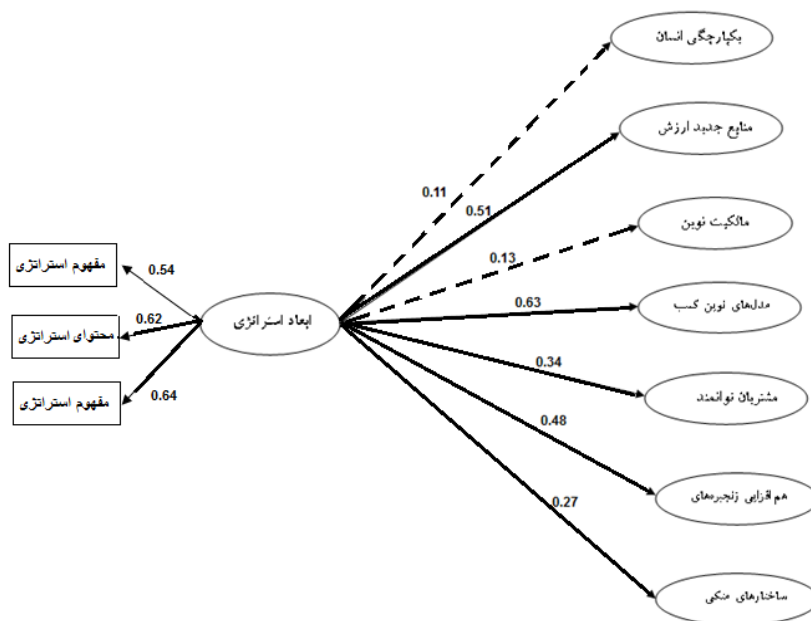 یکپارچگی انسان
منابع جدید ارزش
0.11
0.51
مالکیت نوین
0.13
مفهوم استراتژی
0.54
مدل‌های نوین کسب
0.63
ابعاد استراتژی
محتوای استراتژی
0.62
0.34
مفهوم استراتژی
0.64
مشتریان توانمند
0.48
0.27
هم افزایی زنجیره‌های
ساختارهای متکی